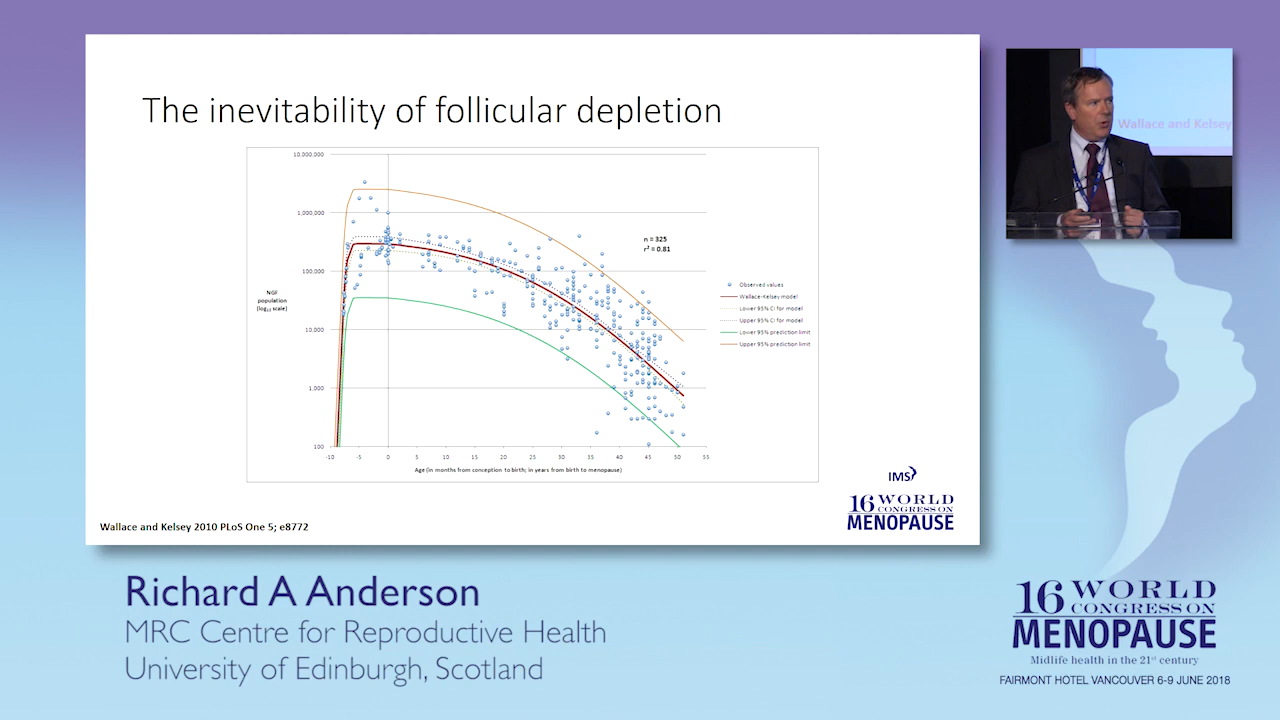 The inevitability of follicular depletion
10,000,000
1,000,000
100,000
10,000
1,000
100
NGF
population
(log₁₀ scale)
n = 325
r² = 0.81
Observed values
Wallace-Kelsey model
Lower 95% CI for model
Upper 95% CI for model
Lower 95% prediction limit
Upper 95% prediction limit
-10 -5 0 5 10 15 20 25 30 35 40 45 50 55
Age (in months from conception to birth; in years from birth to menopause)
IMS
16 WORLD
CONGRESS ON
MENOPAUSE
Wallace and Kelsey 2010 PLoS One 5; e8772
Wallace and Kelsey
Richard A Anderson
MRC Centre for Reproductive Health
University of Edinburgh, Scotland
16 WORLD
CONGRESS ON
MENOPAUSE
Midlife health in the 21st century
FAIRMONT HOTEL VANCOUVER 6-9 JUNE 2018